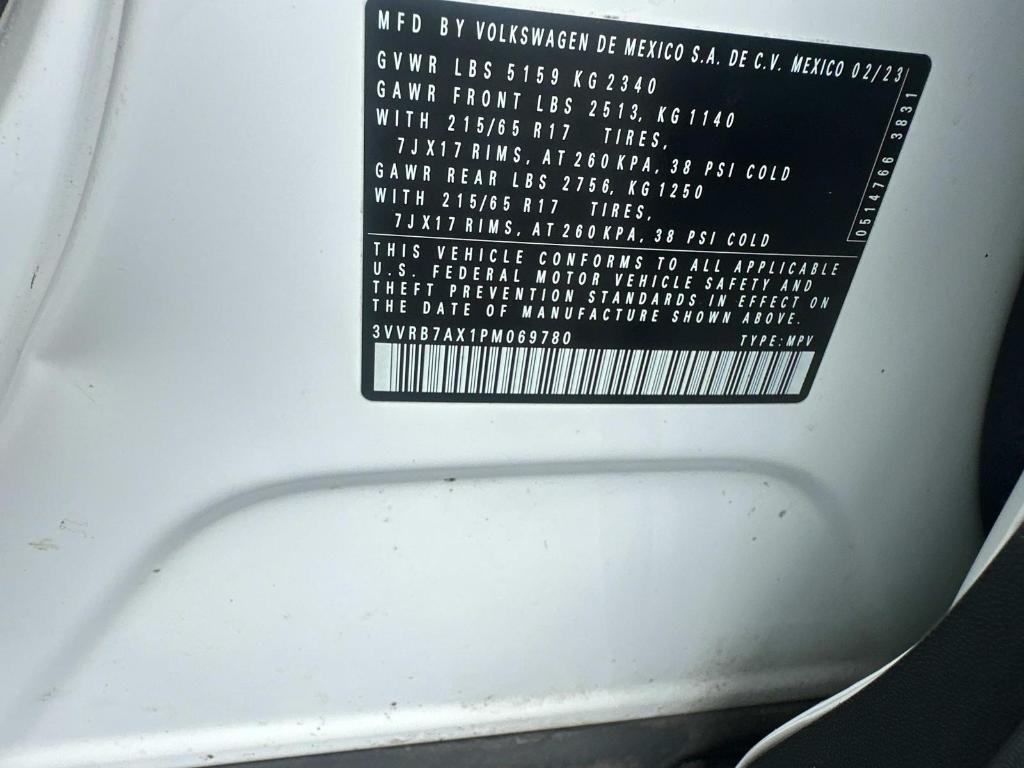 MFD BY VOLKSWAGEN DE MEXICO S.A. DE C.V. MEXICO 02/23
GVWR LBS 5159 KG 2340
GAWR FRONT LBS 2513, KG 1140
WITH 215/65 R17 TIRES,
7JX17 RIMS, AT 260 KPA, 38 PSI COLD
GAWR REAR LBS 2756, KG 1250
WITH 215/65 R17 TIRES,
7JX17 RIMS, AT 260 KPA, 38 PSI COLD
0514766 3831
THIS VEHICLE CONFORMS TO ALL APPLICABLE
U.S. FEDERAL MOTOR VEHICLE SAFETY AND
THEFT PREVENTION STANDARDS IN EFFECT ON
THE DATE OF MANUFACTURE SHOWN ABOVE.
3VVRB7AX1PM069780 TYPE: MPV